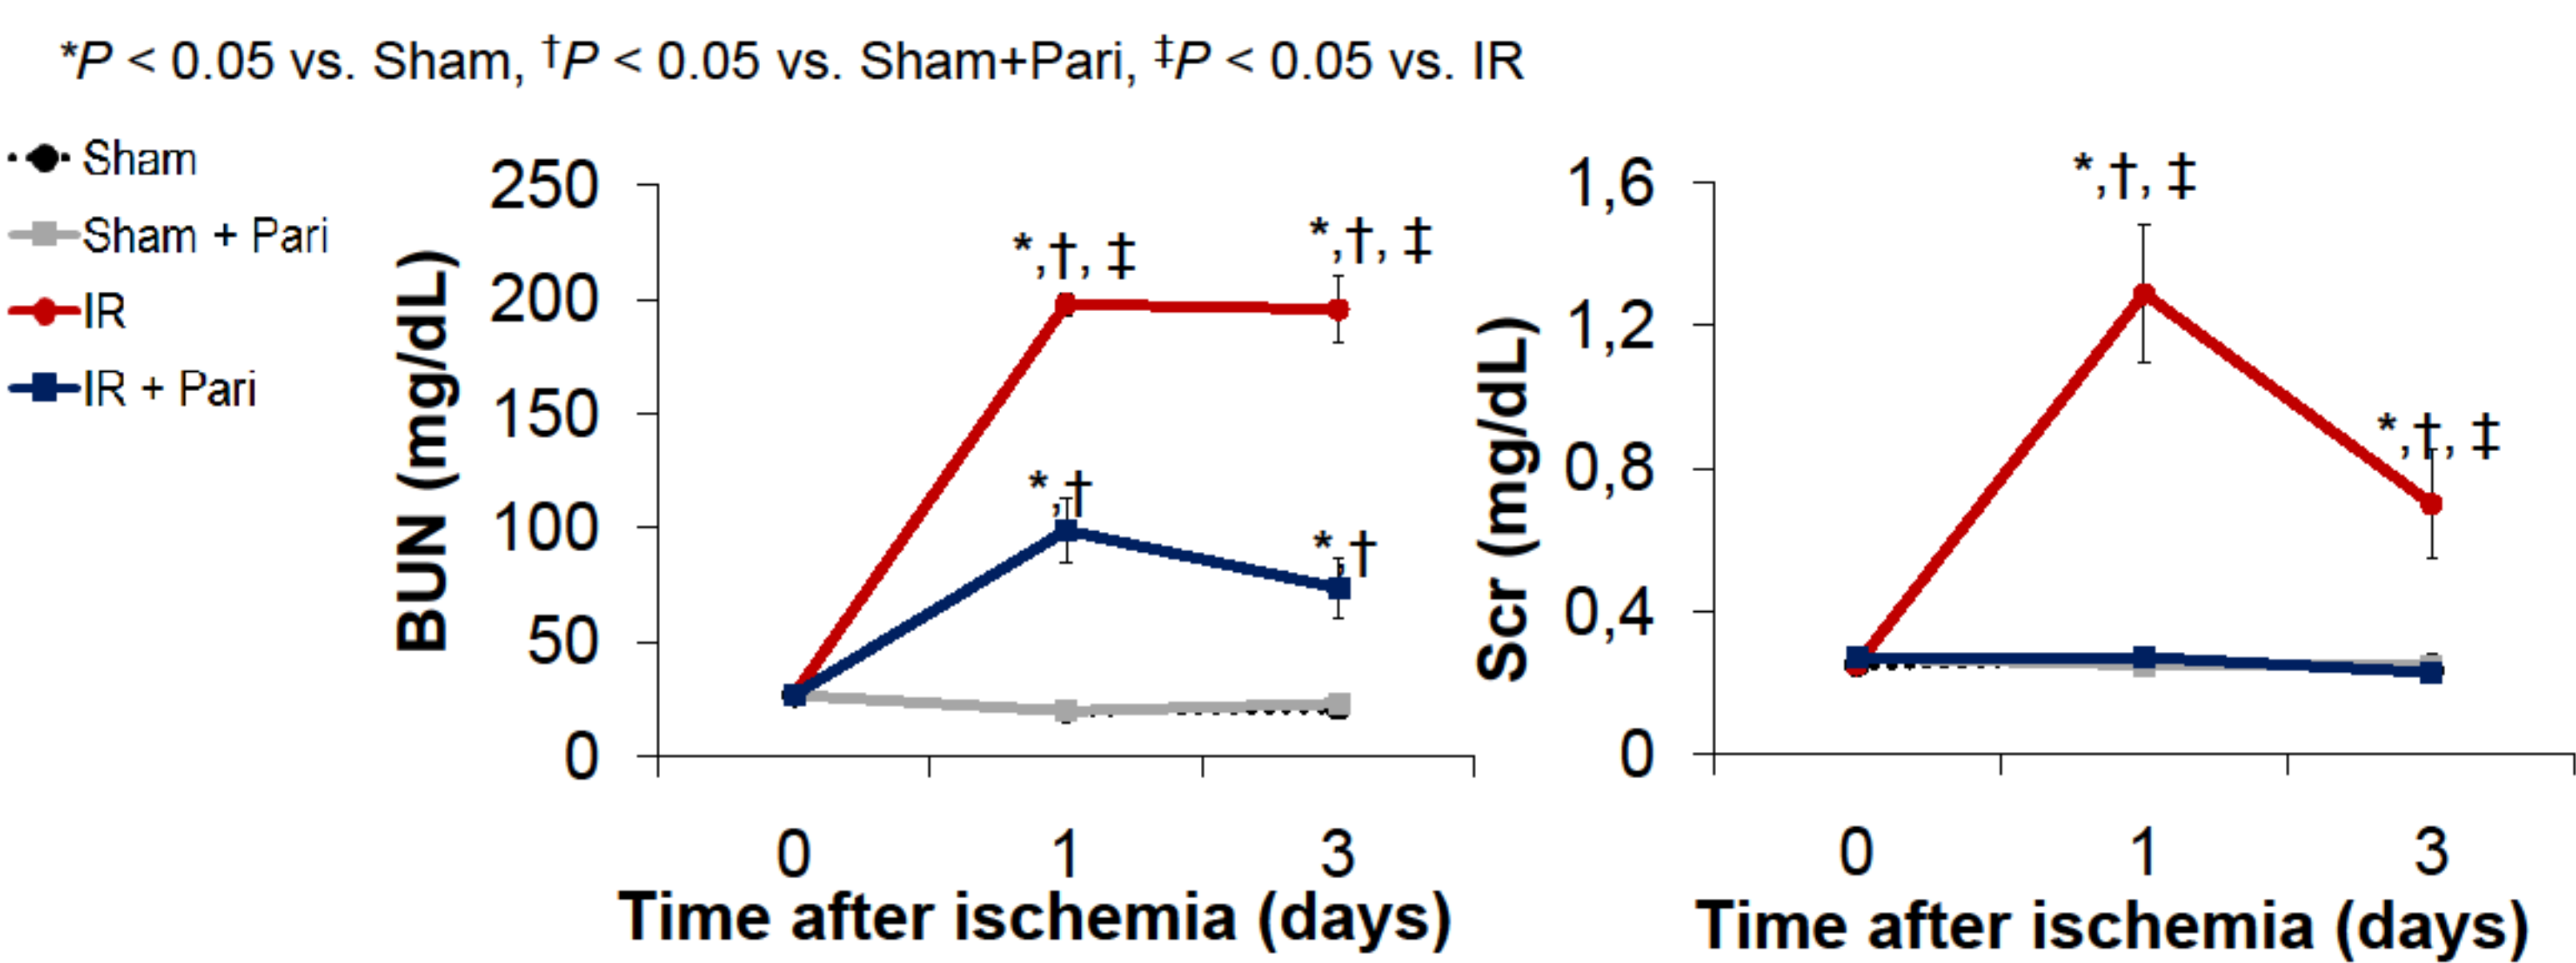 *P < 0.05 vs. Sham, †P < 0.05 vs. Sham+Pari, ‡P < 0.05 vs. IR
Sham
Sham + Pari
IR
IR + Pari
BUN (mg/dL)
250
200
150
100
50
0
*,†, ‡
*,†, ‡
*,†
*,†
0 1 3
Time after ischemia (days)
Scr (mg/dL)
1,6
1,2
0,8
0,4
0
*,†, ‡
*,†, ‡
0 1 3
Time after ischemia (days)